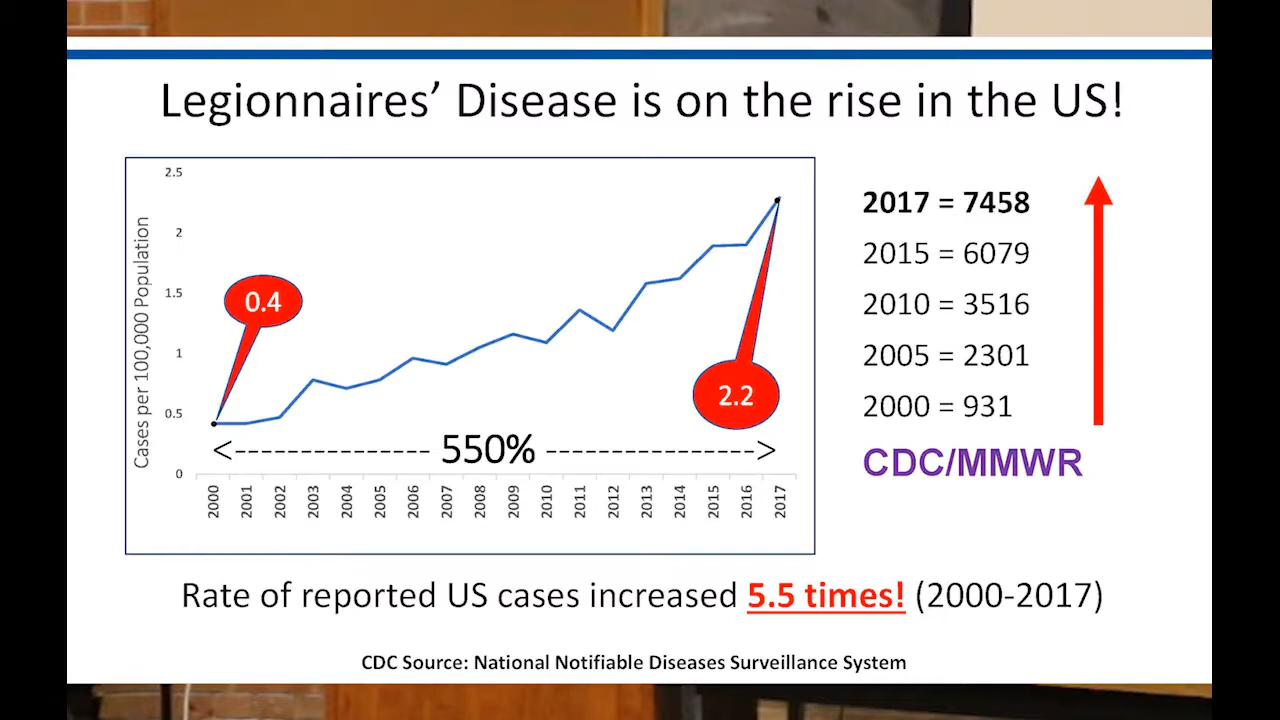 Legionnaires’ Disease is on the rise in the US!
Cases per 100,000 Population
2.5
2
1.5
1
0.5
0
0.4
2.2
<--------------- 550% ----------------->
2000
2001
2002
2003
2004
2005
2006
2007
2008
2009
2010
2011
2012
2013
2014
2015
2016
2017
2017 = 7458
2015 = 6079
2010 = 3516
2005 = 2301
2000 = 931
CDC/MMWR
Rate of reported US cases increased 5.5 times! (2000-2017)
CDC Source: National Notifiable Diseases Surveillance System